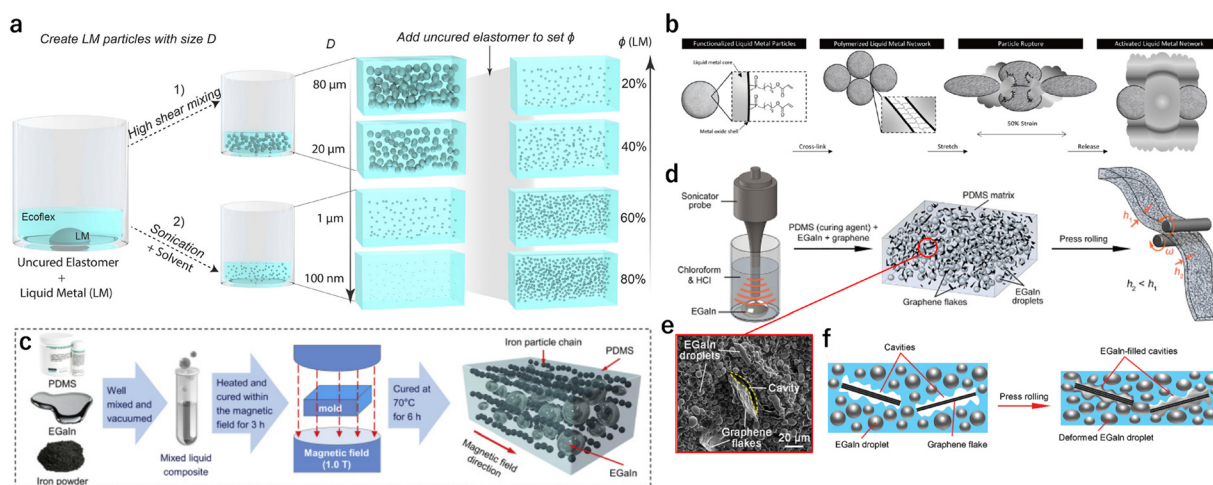 a
Create LM particles with size D
1)
High shear mixing
Ecoflex
LM
2)
Sonication
+ Solvent
Uncured Elastomer
+
Liquid Metal (LM)
D
80 μm
20 μm
1 μm
100 nm
Add uncured elastomer to set ϕ
ϕ (LM)
20%
40%
60%
80%
b
Functionalized Liquid Metal Particles
Polymerized Liquid Metal Network
Particle Rupture
Activated Liquid Metal Network
Liquid metal core
Metal oxide shell
50% Strain
Cross-link
Stretch
Release
c
PDMS
EGaIn
Iron powder
Well
mixed and
vacuumed
Mixed liquid
composite
Heated and
cured within
the magnetic
field for 3 h
mold
Magnetic field
(1.0 T)
Cured at
70°C
for 6 h
Iron particle chain
PDMS
Magnetic field
direction
EGaIn
d
Sonicator
probe
Chloroform
& HCl
EGaIn
PDMS (curing agent) +
EGaIn + graphene
PDMS matrix
Graphene flakes
EGaIn
droplets
Press rolling
h1
ω
h2
h2 < h1
e
EGaIn
droplets
Cavity
Graphene
flakes
20 μm
f
Cavities
EGaIn droplet
Graphene flake
Press rolling
EGaIn-filled cavities
Deformed EGaIn droplet